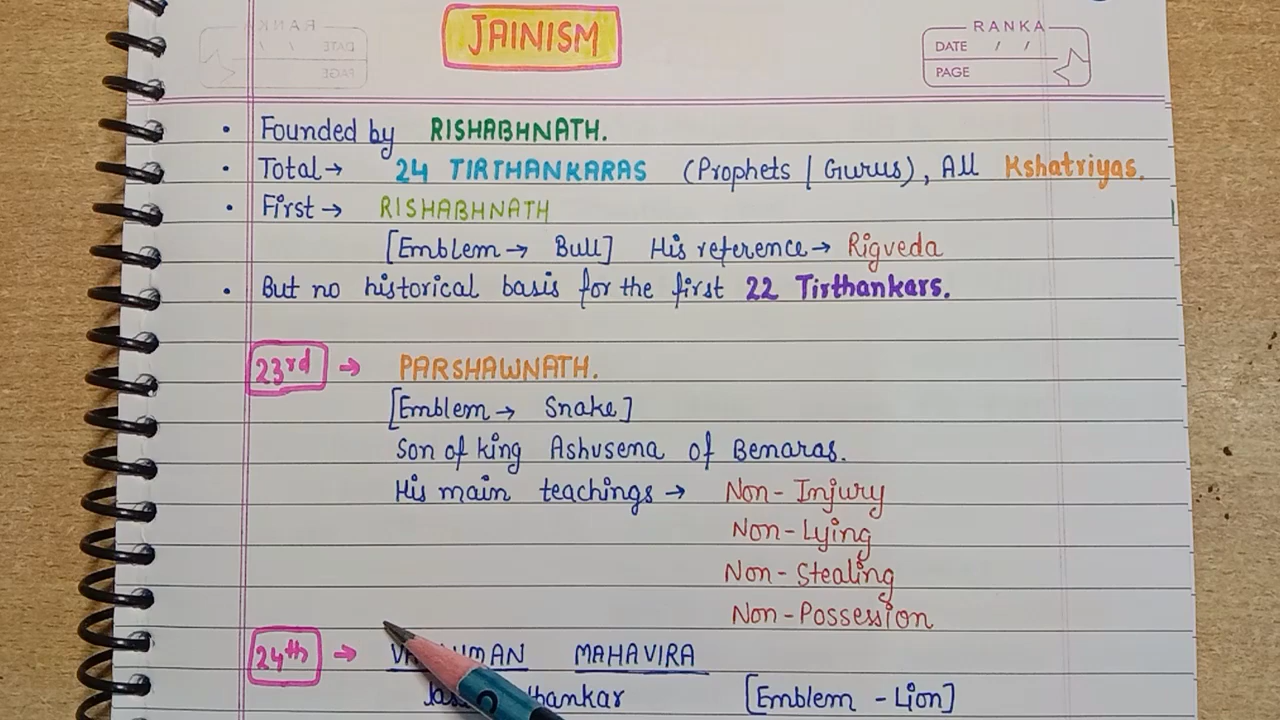 JAINISM
RANKA
DATE / /
PAGE
• Founded by RISHABHNATH.
• Total → 24 TIRTHANKARAS (Prophets | Gurus), All Kshatriyas.
• First → RISHABHNATH
[Emblem → Bull] His reference → Rigveda
• But no historical basis for the first 22 Tirthankars.
23rd → PARSHAWNATH.
[Emblem → Snake]
Son of king Ashusena of Benaras.
His main teachings → Non-Injury
Non-Lying
Non-Stealing
Non-Possession
24th → MAHAVIRA
[Emblem - Lion]